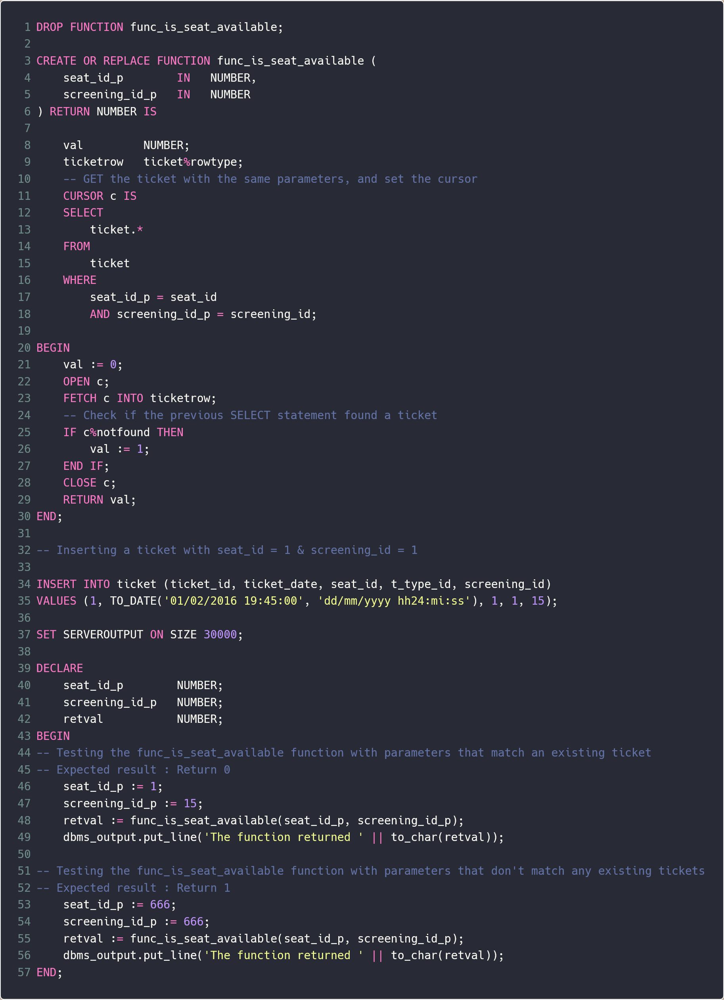 1 DROP FUNCTION func_is_seat_available;
2
3 CREATE OR REPLACE FUNCTION func_is_seat_available (
4     seat_id_p        IN   NUMBER,
5     screening_id_p   IN   NUMBER
6 ) RETURN NUMBER IS
7
8     val         NUMBER;
9     ticketrow   ticket%rowtype;
10     -- GET the ticket with the same parameters, and set the cursor
11     CURSOR c IS
12     SELECT
13         ticket.*
14     FROM
15         ticket
16     WHERE
17         seat_id_p = seat_id
18         AND screening_id_p = screening_id;
19
20 BEGIN
21     val := 0;
22     OPEN c;
23     FETCH c INTO ticketrow;
24     -- Check if the previous SELECT statement found a ticket
25     IF c%notfound THEN
26         val := 1;
27     END IF;
28     CLOSE c;
29     RETURN val;
30 END;
31
32 -- Inserting a ticket with seat_id = 1 & screening_id = 1
33
34 INSERT INTO ticket (ticket_id, ticket_date, seat_id, t_type_id, screening_id)
35 VALUES (1, TO_DATE('01/02/2016 19:45:00', 'dd/mm/yyyy hh24:mi:ss'), 1, 1, 15);
36
37 SET SERVEROUTPUT ON SIZE 30000;
38
39 DECLARE
40     seat_id_p        NUMBER;
41     screening_id_p   NUMBER;
42     retval           NUMBER;
43 BEGIN
44 -- Testing the func_is_seat_available function with parameters that match an existing ticket
45 -- Expected result : Return 0
46     seat_id_p := 1;
47     screening_id_p := 15;
48     retval := func_is_seat_available(seat_id_p, screening_id_p);
49     dbms_output.put_line('The function returned ' || to_char(retval));
50
51 -- Testing the func_is_seat_available function with parameters that don't match any existing tickets
52 -- Expected result : Return 1
53     seat_id_p := 666;
54     screening_id_p := 666;
55     retval := func_is_seat_available(seat_id_p, screening_id_p);
56     dbms_output.put_line('The function returned ' || to_char(retval));
57 END;